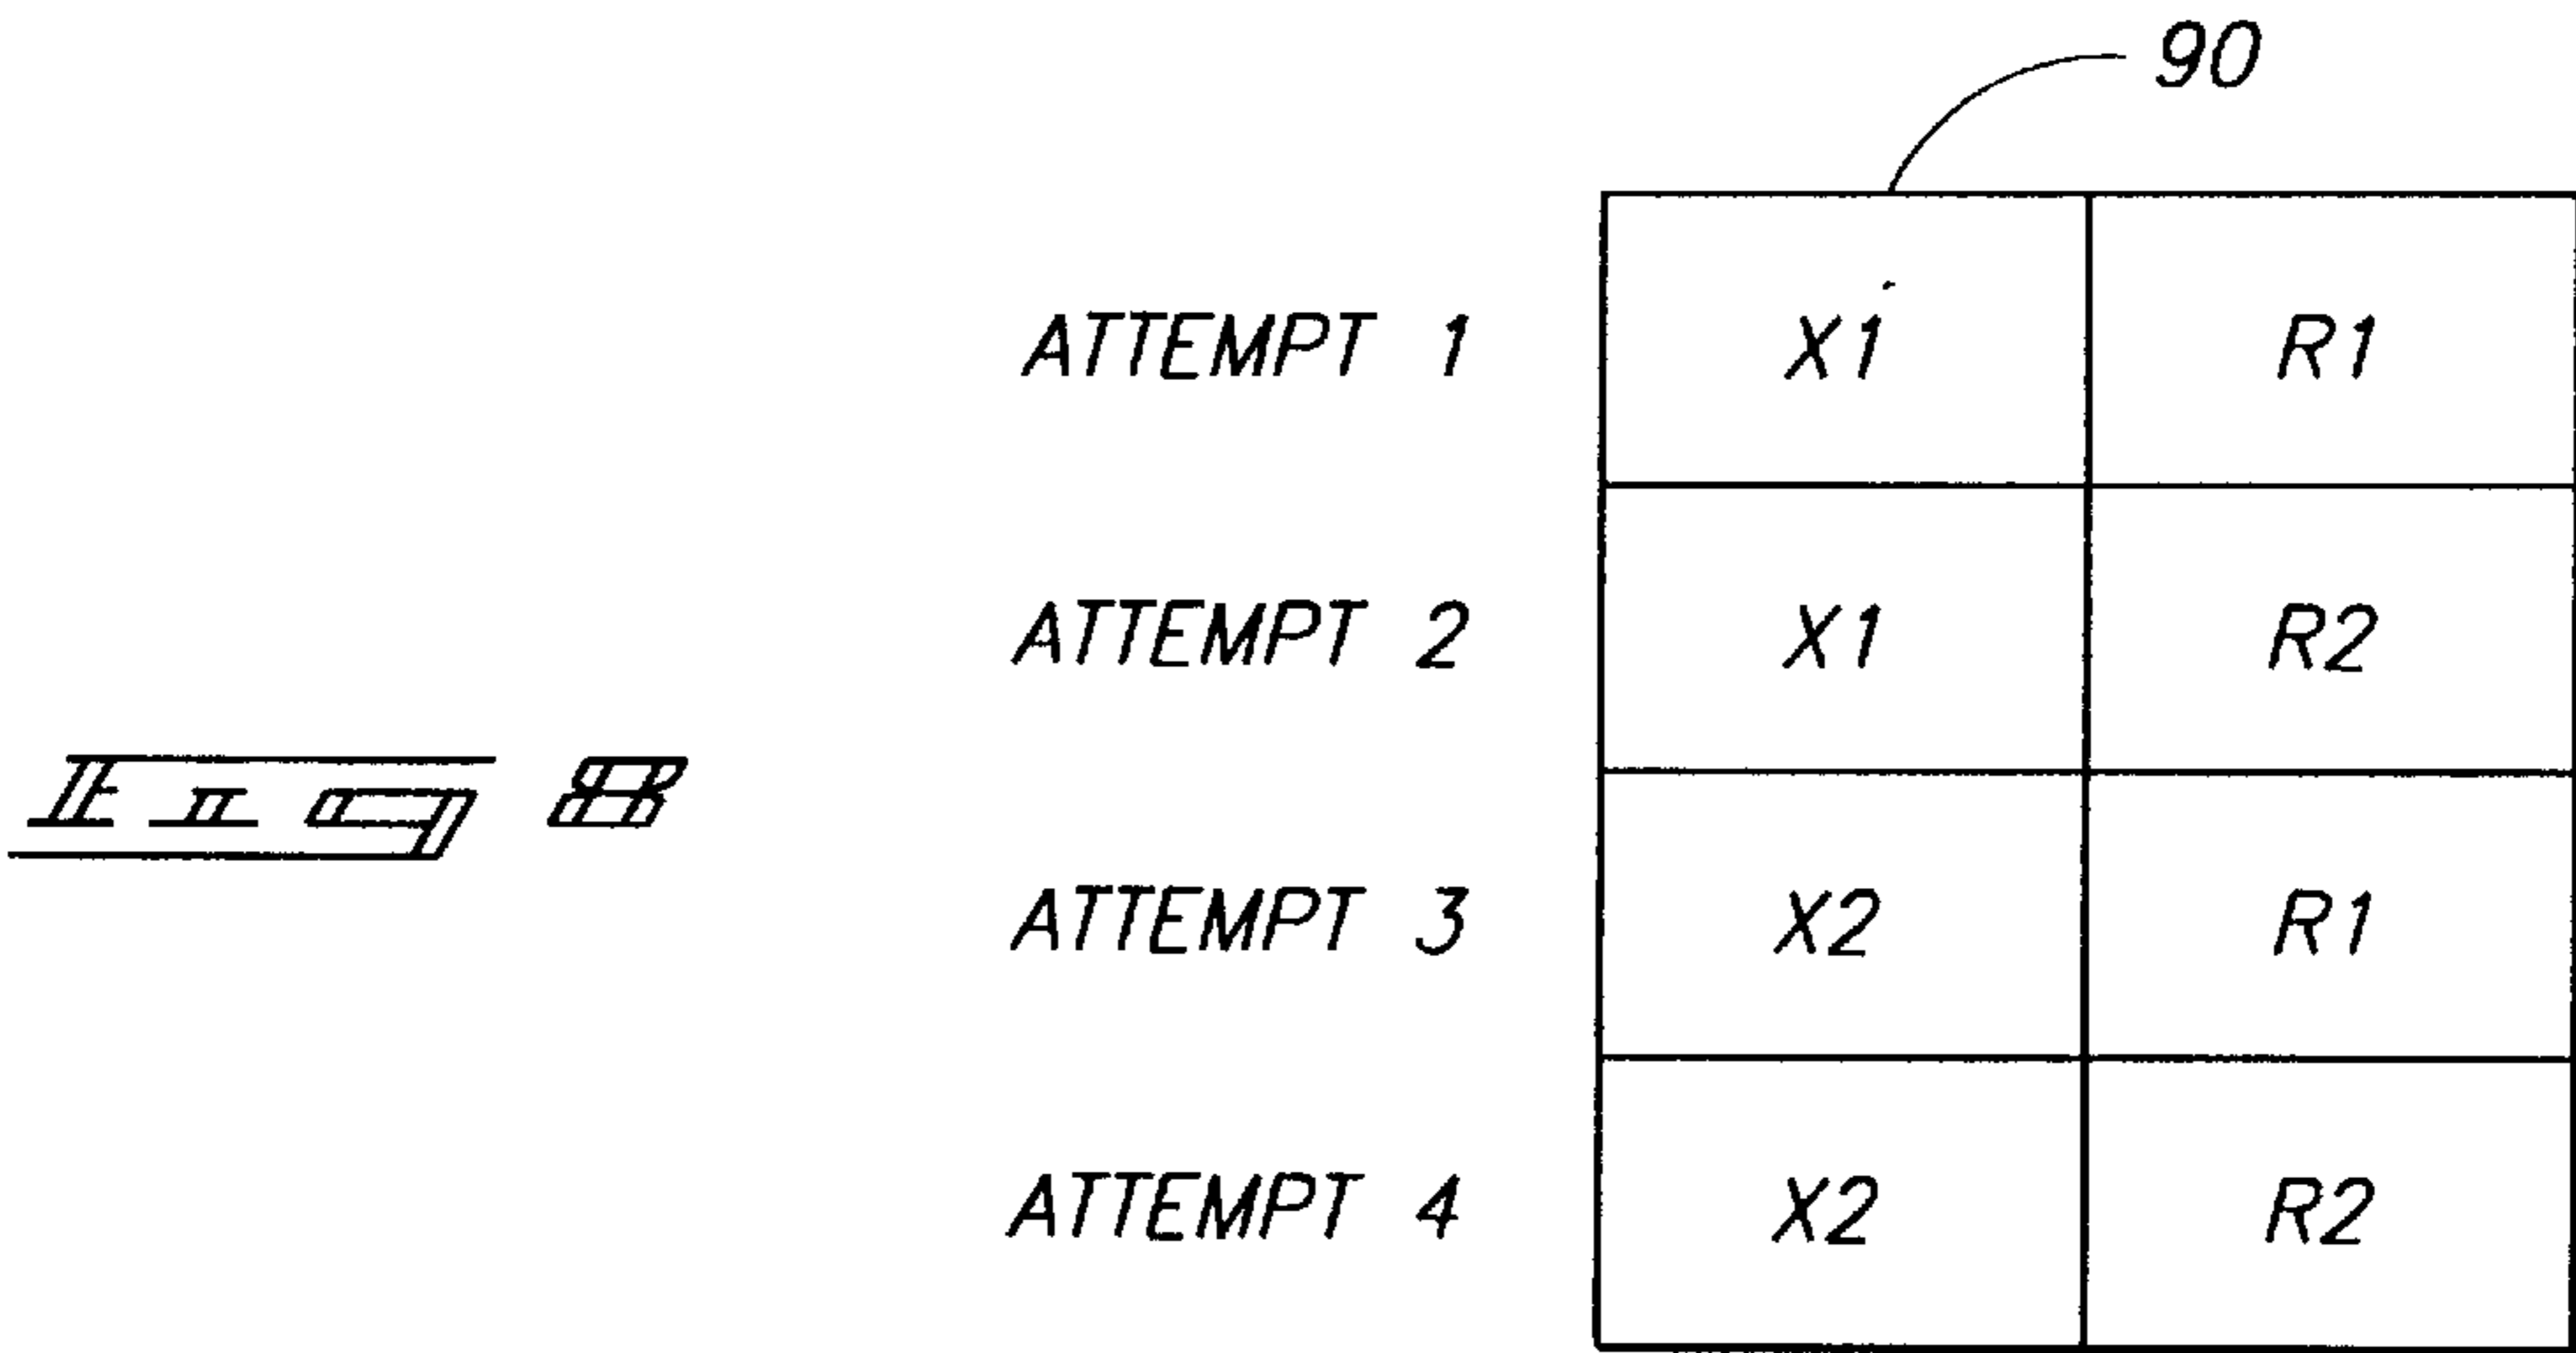 90
ATTEMPT 1 X1 R1
ATTEMPT 2 X1 R2
Fig 8
ATTEMPT 3 X2 R1
ATTEMPT 4 X2 R2